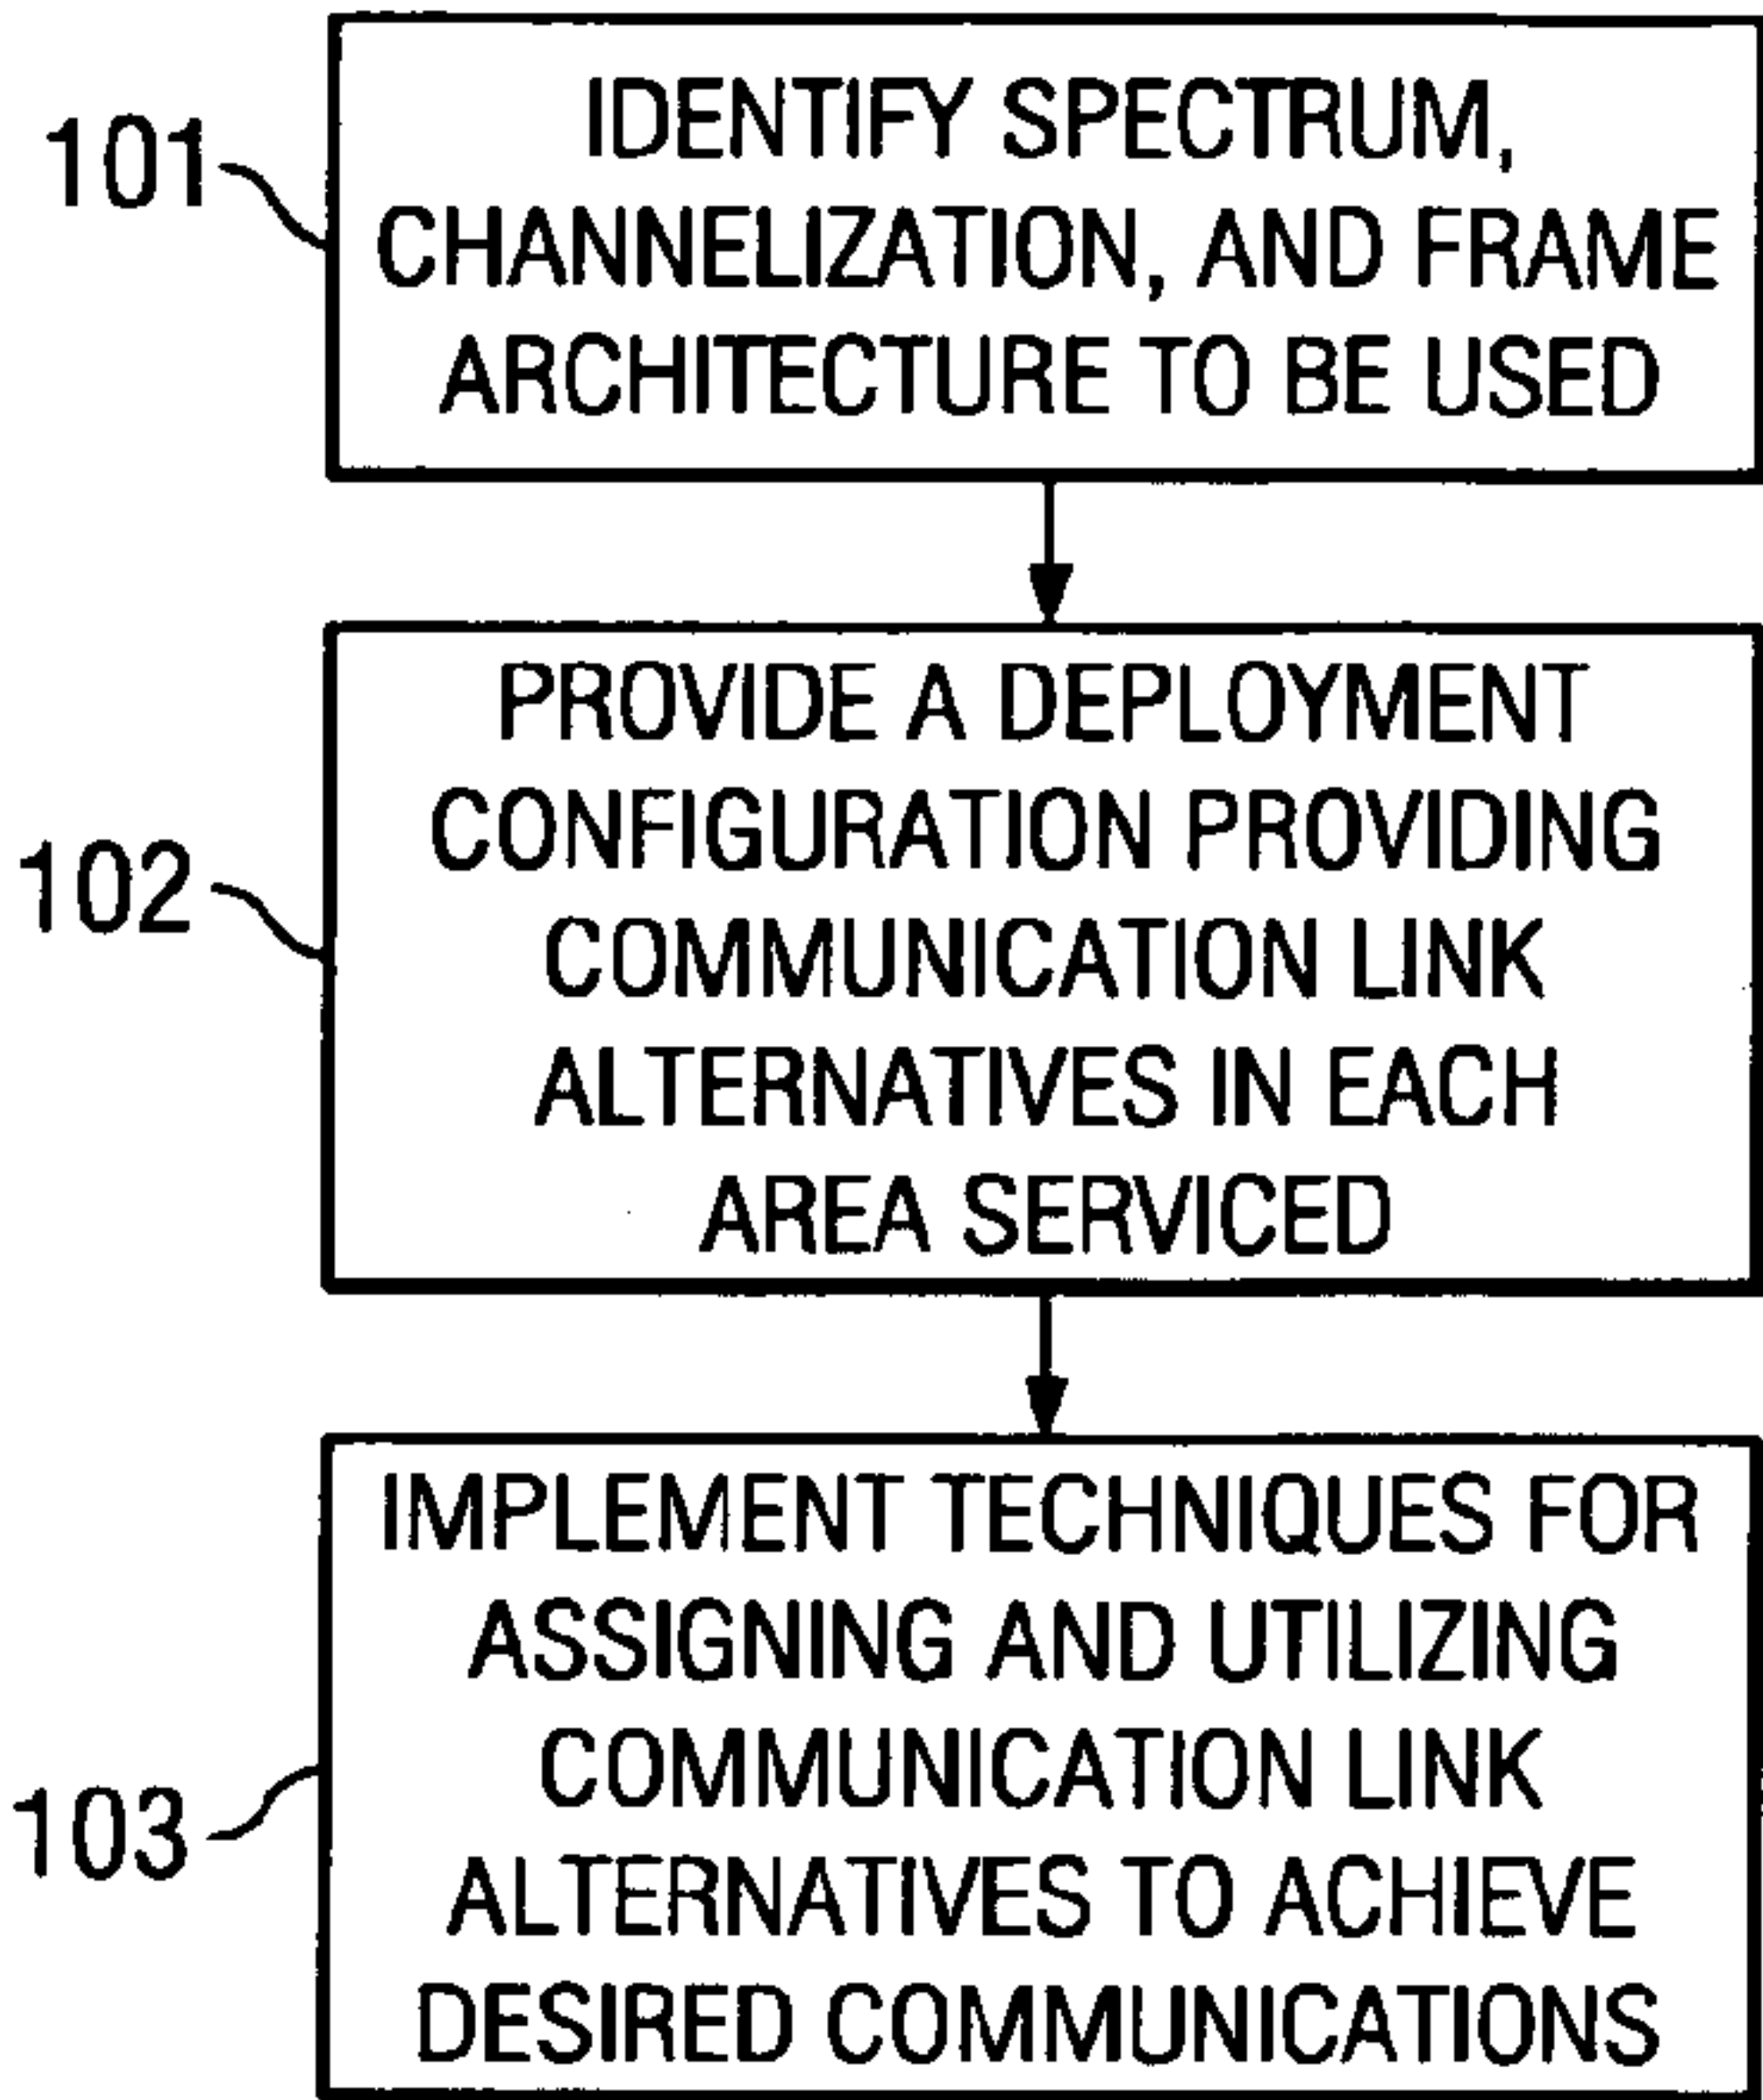 101
IDENTIFY SPECTRUM,
CHANNELIZATION, AND FRAME
ARCHITECTURE TO BE USED
102
PROVIDE A DEPLOYMENT
CONFIGURATION PROVIDING
COMMUNICATION LINK
ALTERNATIVES IN EACH
AREA SERVICED
103
IMPLEMENT TECHNIQUES FOR
ASSIGNING AND UTILIZING
COMMUNICATION LINK
ALTERNATIVES TO ACHIEVE
DESIRED COMMUNICATIONS